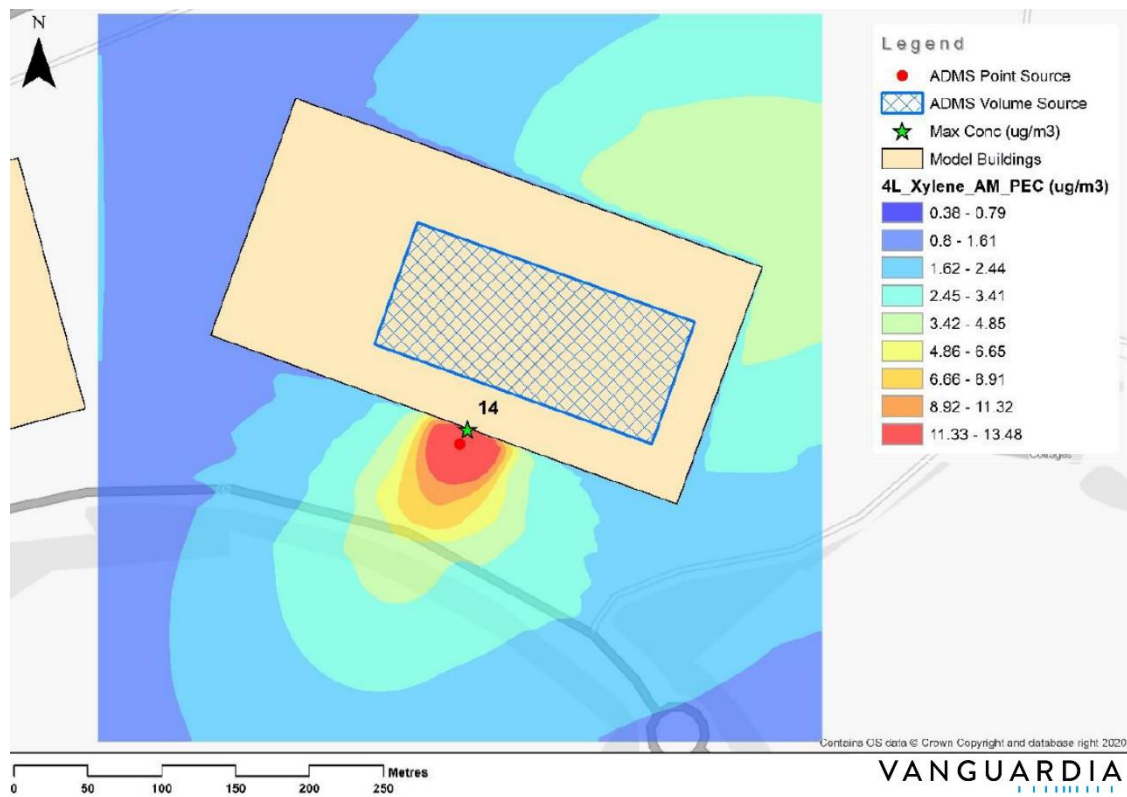 N
Legend
ADMS Point Source
ADMS Volume Source
Max Conc (ug/m3)
Model Buildings
4L_Xylene_AM_PEC (ug/m3)
0.38 - 0.79
0.8 - 1.61
1.62 - 2.44
2.45 - 3.41
3.42 - 4.85
4.86 - 6.65
6.66 - 8.91
8.92 - 11.32
11.33 - 13.48
14
Cottages
Contains OS data © Crown Copyright and database right 2020
Metres
0 50 100 150 200 250
VANGUARDIA